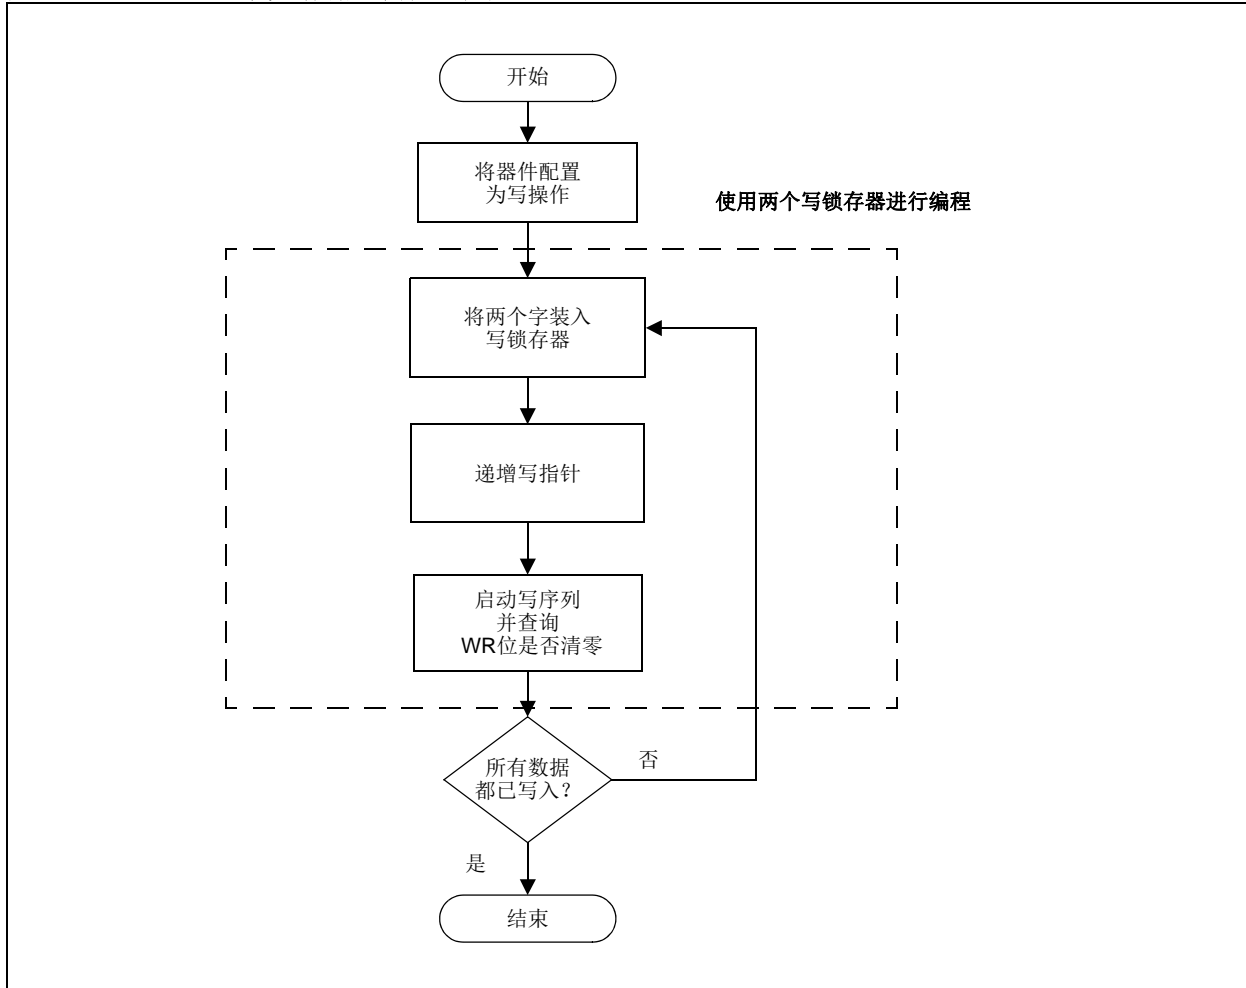 开始
将器件配置
为写操作
使用两个写锁存器进行编程
将两个字装入
写锁存器
递增写指针
启动写序列
并查询
WR位是否清零
所有数据
都已写入？
否
是
结束